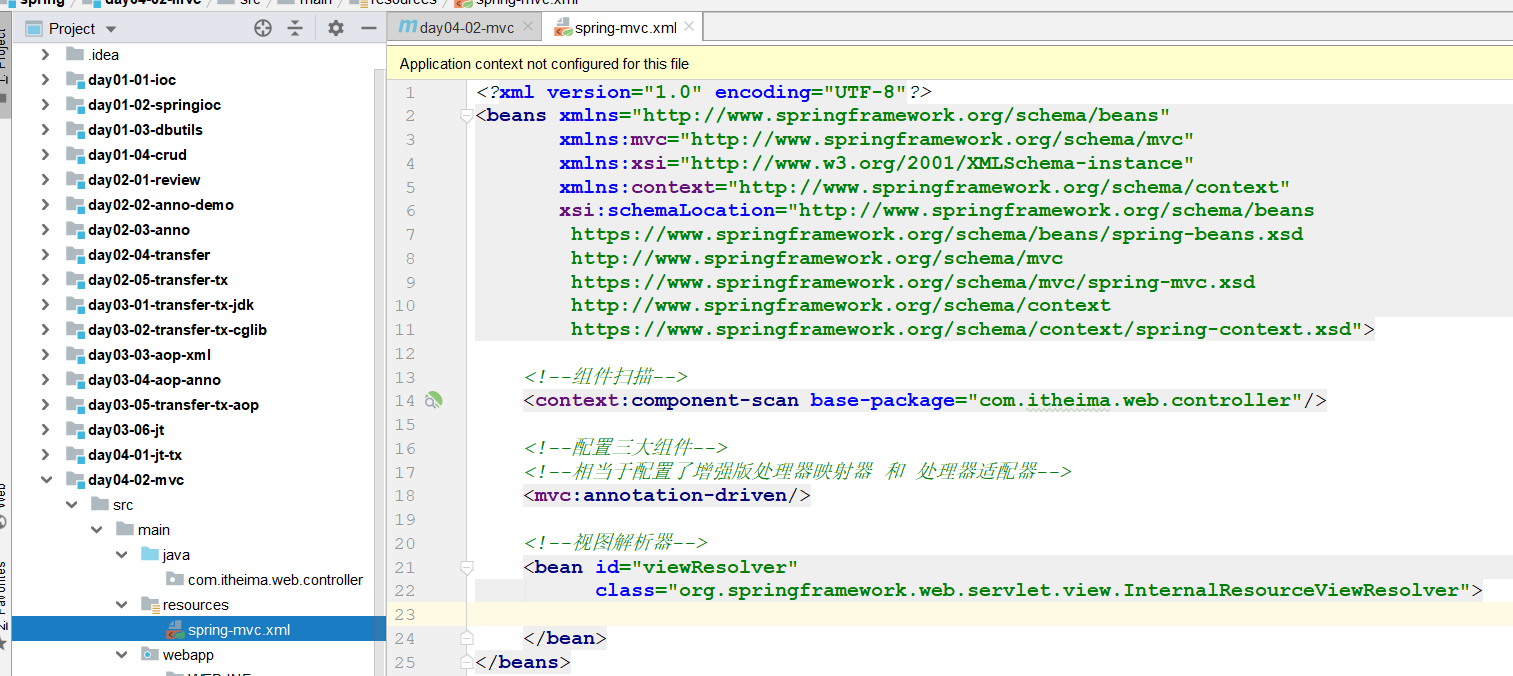 spring day04-02-mvc src main resources spring-mvc.xml
Project
day04-02-mvc
spring-mvc.xml
Application context not configured for this file
.idea
day01-01-ioc
day01-02-springioc
day01-03-dbutils
day01-04-crud
day02-01-review
day02-02-anno-demo
day02-03-anno
day02-04-transfer
day02-05-transfer-tx
day03-01-transfer-tx-jdk
day03-02-transfer-tx-cglib
day03-03-aop-xml
day03-04-aop-anno
day03-05-transfer-tx-aop
day03-06-jt
day04-01-jt-tx
day04-02-mvc
src
main
java
com.itheima.web.controller
resources
spring-mvc.xml
webapp
WEB-INF
1: Project
Web
Favorites
1 <?xml version="1.0" encoding="UTF-8"?>
2 <beans xmlns="http://www.springframework.org/schema/beans"
3 xmlns:mvc="http://www.springframework.org/schema/mvc"
4 xmlns:xsi="http://www.w3.org/2001/XMLSchema-instance"
5 xmlns:context="http://www.springframework.org/schema/context"
6 xsi:schemaLocation="http://www.springframework.org/schema/beans
7 https://www.springframework.org/schema/beans/spring-beans.xsd
8 http://www.springframework.org/schema/mvc
9 https://www.springframework.org/schema/mvc/spring-mvc.xsd
10 http://www.springframework.org/schema/context
11 https://www.springframework.org/schema/context/spring-context.xsd">
12
13 <!--组件扫描-->
14 <context:component-scan base-package="com.itheima.web.controller"/>
15
16 <!--配置三大组件-->
17 <!--相当于配置了增强版处理器映射器 和 处理器适配器-->
18 <mvc:annotation-driven/>
19
20 <!--视图解析器-->
21 <bean id="viewResolver"
22 class="org.springframework.web.servlet.view.InternalResourceViewResolver">
23
24 </bean>
25 </beans>